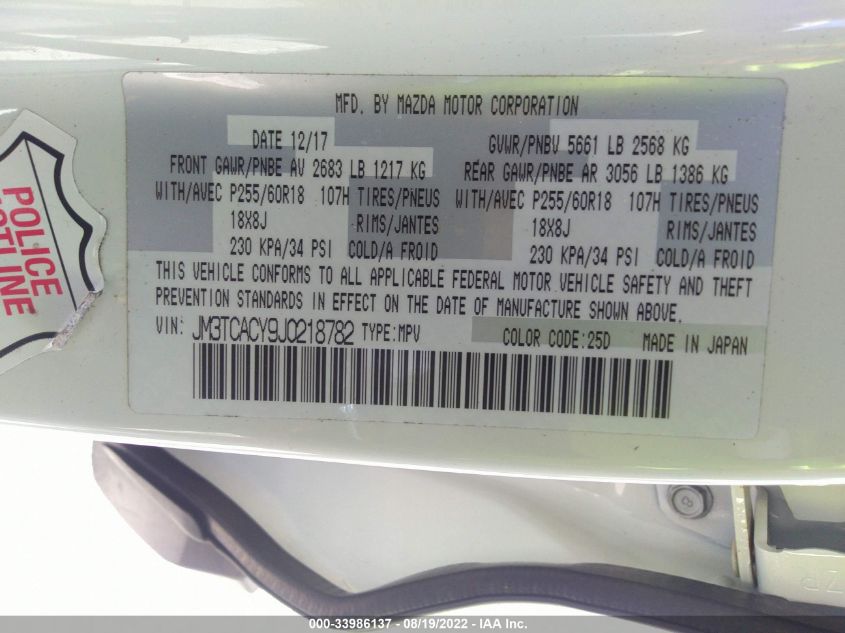 MFD. BY MAZDA MOTOR CORPORATION
DATE 12/17 GVWR/PNBV 5661 LB 2568 KG
FRONT GAWR/PNBE AV 2683 LB 1217 KG REAR GAWR/PNBE AR 3056 LB 1386 KG
WITH/AVEC P255/60R18 107H TIRES/PNEUS WITH/AVEC P255/60R18 107H TIRES/PNEUS
18X8J RIMS/JANTES 18X8J RIMS/JANTES
230 KPA/34 PSI COLD/A FROID 230 KPA/34 PSI COLD/A FROID
THIS VEHICLE CONFORMS TO ALL APPLICABLE FEDERAL MOTOR VEHICLE SAFETY AND THEFT
PREVENTION STANDARDS IN EFFECT ON THE DATE OF MANUFACTURE SHOWN ABOVE.
VIN: JM3TCACY9J0218782 TYPE:MPV COLOR CODE:25D MADE IN JAPAN
POLICE
8
000-33986137 - 08/19/2022 - IAA Inc.